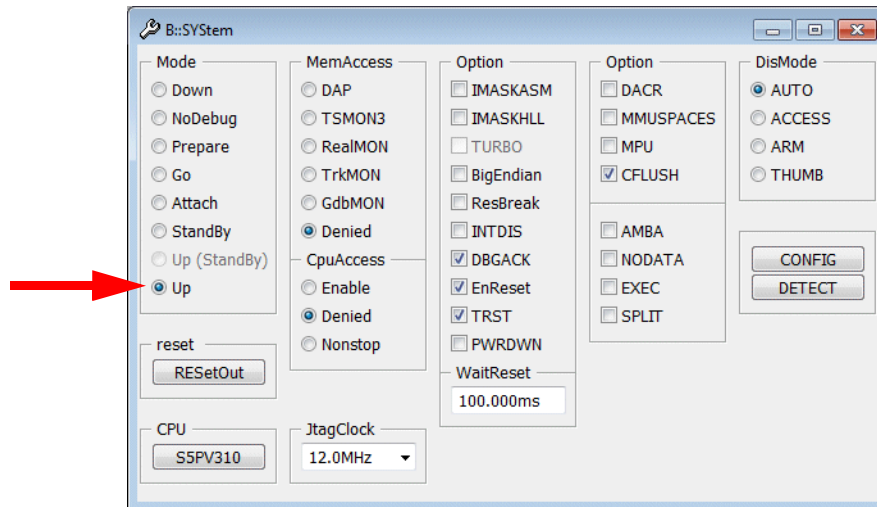 B::SYStem
Mode
Down
NoDebug
Prepare
Go
Attach
StandBy
Up (StandBy)
Up
reset
RESetOut
CPU
S5PV310
MemAccess
DAP
TSMON3
RealMON
TrkMON
GdbMON
Denied
CpuAccess
Enable
Denied
Nonstop
JtagClock
12.0MHz
Option
IMASKASM
IMASKHLL
TURBO
BigEndian
ResBreak
INTDIS
DBGACK
EnReset
TRST
PWRDWN
WaitReset
100.000ms
Option
DACR
MMUSPACES
MPU
CFLUSH
AMBA
NODATA
EXEC
SPLIT
DisMode
AUTO
ACCESS
ARM
THUMB
CONFIG
DETECT